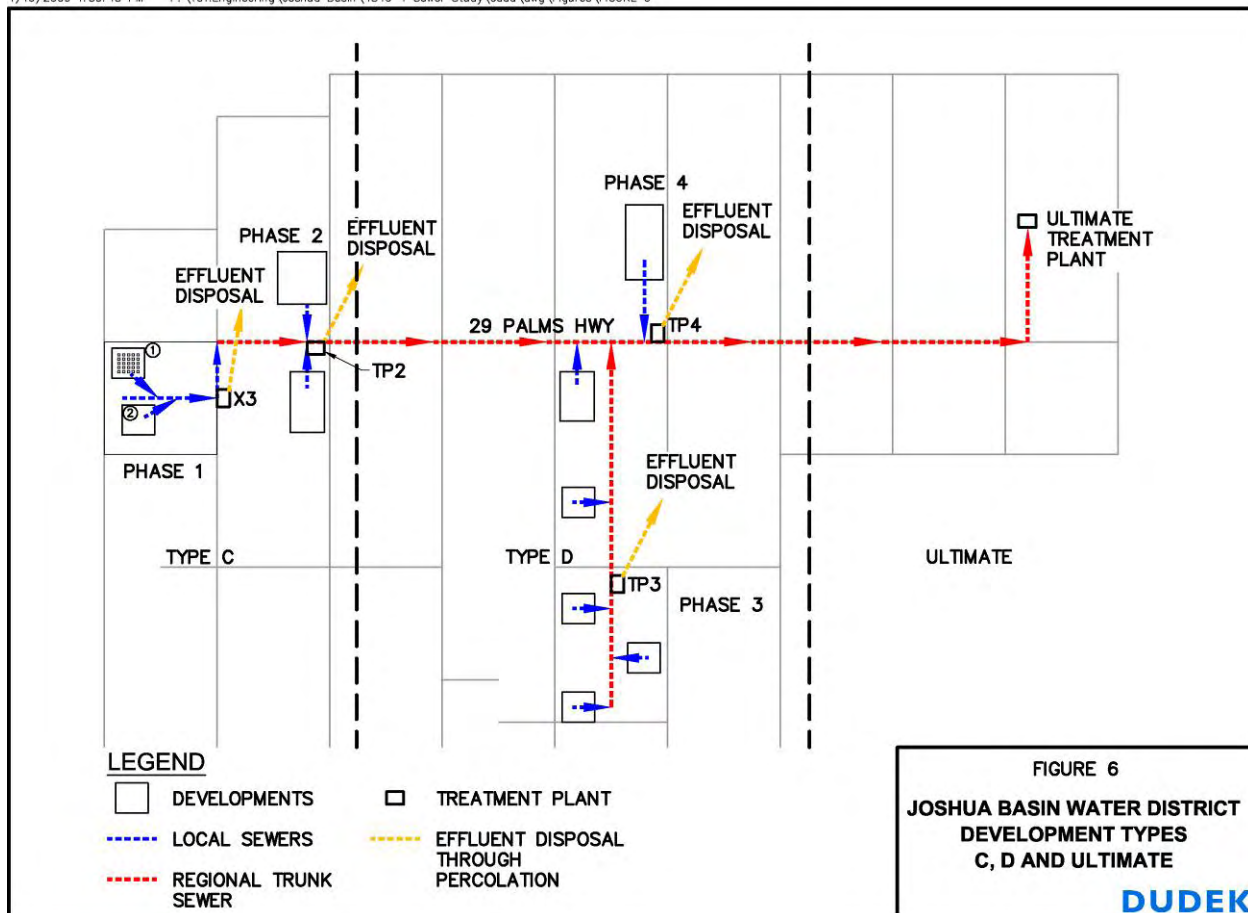 PHASE 4
EFFLUENT
DISPOSAL
EFFLUENT
DISPOSAL
PHASE 2
EFFLUENT
DISPOSAL
ULTIMATE
TREATMENT
PLANT
29 PALMS HWY
TP4
TP2
①
②
X3
PHASE 1
EFFLUENT
DISPOSAL
TYPE C
TYPE D
ULTIMATE
TP3
PHASE 3
LEGEND
DEVELOPMENTS
LOCAL SEWERS
REGIONAL TRUNK
SEWER
TREATMENT PLANT
EFFLUENT DISPOSAL
THROUGH
PERCOLATION
FIGURE 6
JOSHUA BASIN WATER DISTRICT
DEVELOPMENT TYPES
C, D AND ULTIMATE
DUDEK